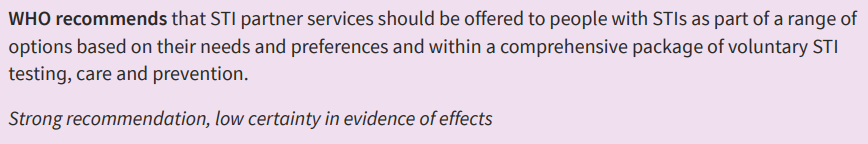 WHO recommends that STI partner services should be offered to people with STIs as part of a range of
options based on their needs and preferences and within a comprehensive package of voluntary STI
testing, care and prevention.
Strong recommendation, low certainty in evidence of effects